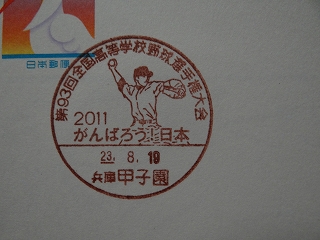 日本郵便
第93回全国高等学校野球選手権大会
2011
がんばろう!日本
23.8.19
兵庫 甲子園